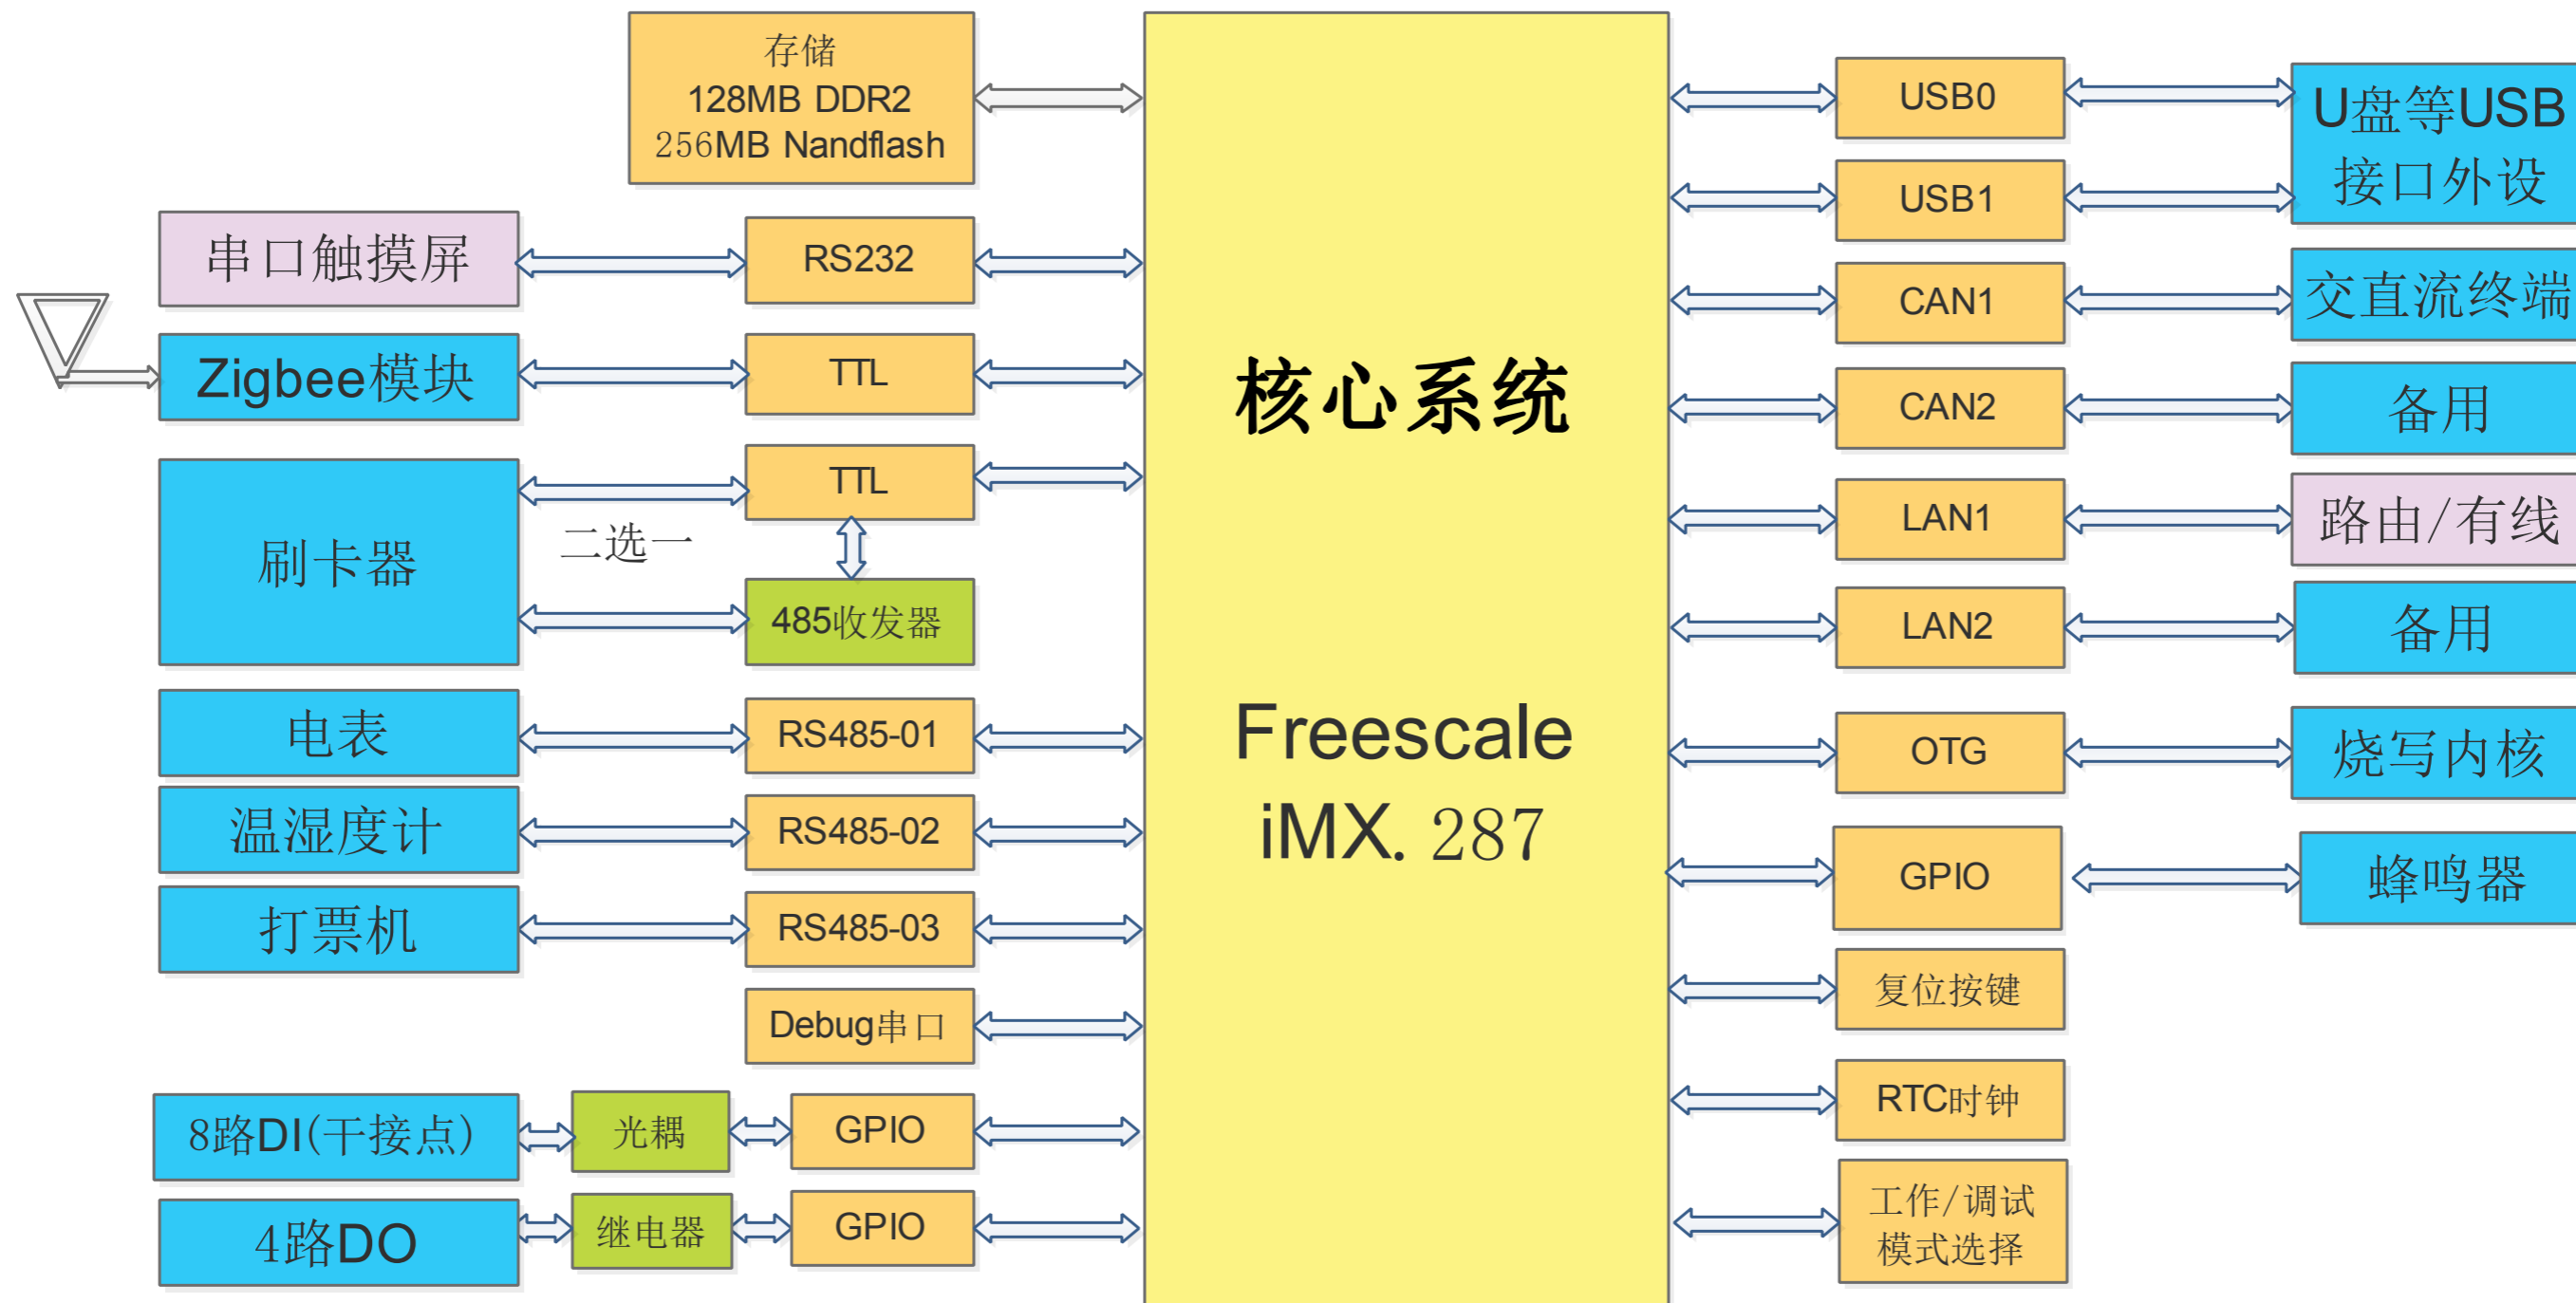 存储
128MB DDR2
256MB Nandflash
串口触摸屏
RS232
Zigbee模块
TTL
刷卡器
二选一
TTL
485收发器
电表
RS485-01
温湿度计
RS485-02
打票机
RS485-03
Debug串口
8路DI(干接点)
光耦
GPIO
4路DO
继电器
GPIO
核心系统
Freescale
iMX. 287
USB0
U盘等USB
接口外设
USB1
CAN1
交直流终端
CAN2
备用
LAN1
路由/有线
LAN2
备用
OTG
烧写内核
GPIO
蜂鸣器
复位按键
RTC时钟
工作/调试
模式选择